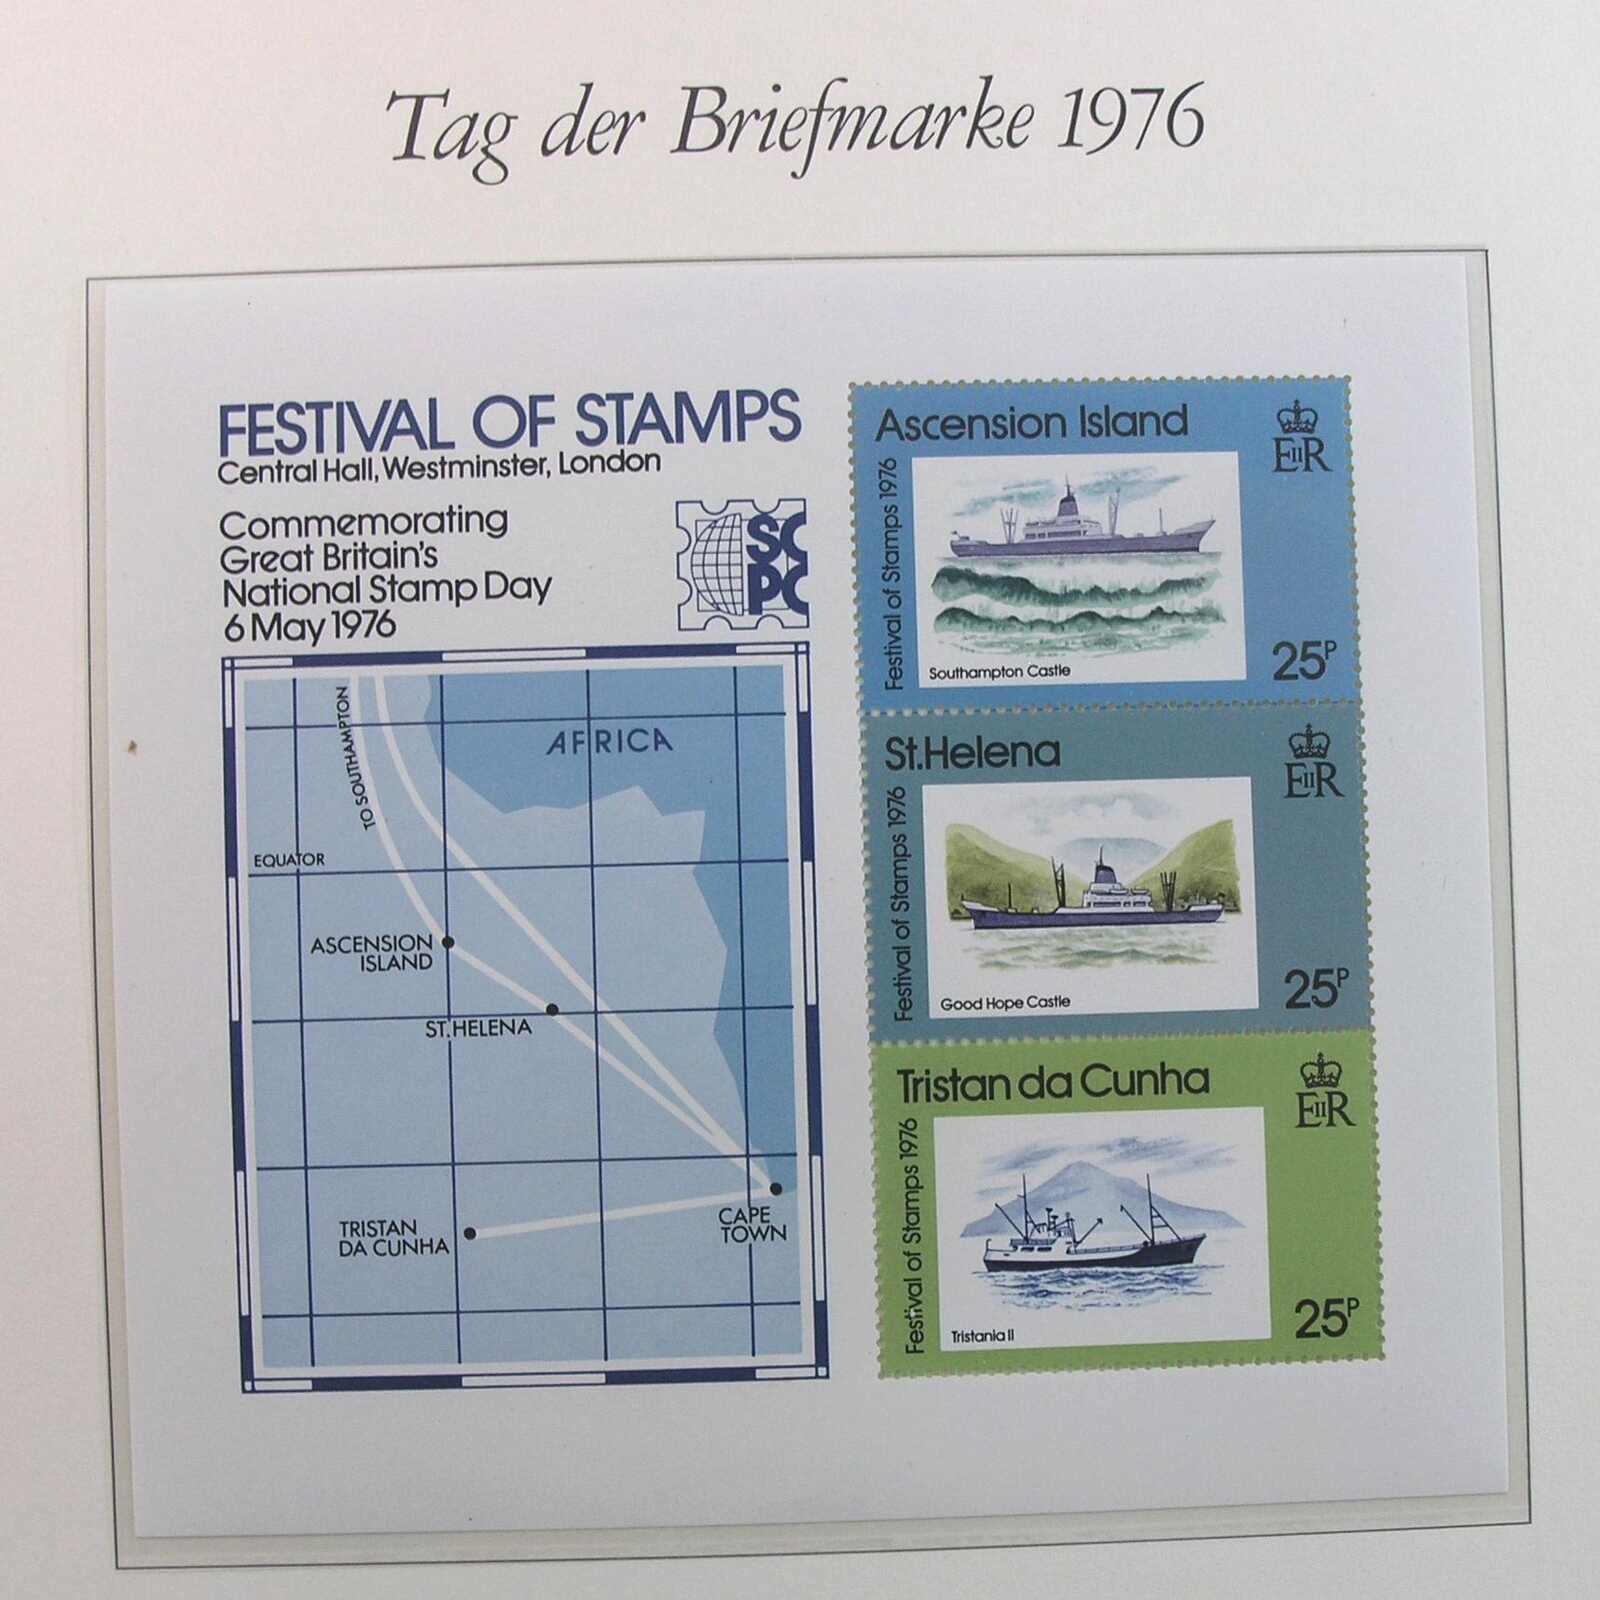 Tag der Briefmarke 1976
FESTIVAL OF STAMPS
Central Hall, Westminster, London
Commemorating
Great Britain's
National Stamp Day
6 May 1976
SC
PC
TO SOUTHAMPTON
AFRICA
EQUATOR
ASCENSION
ISLAND
ST. HELENA
TRISTAN
DA CUNHA
CAPE
TOWN
Ascension Island
EIIR
Festival of Stamps 1976
Southampton Castle
25P
St.Helena
EIIR
Festival of Stamps 1976
Good Hope Castle
25P
Tristan da Cunha
EIIR
Festival of Stamps 1976
Tristania II
25P